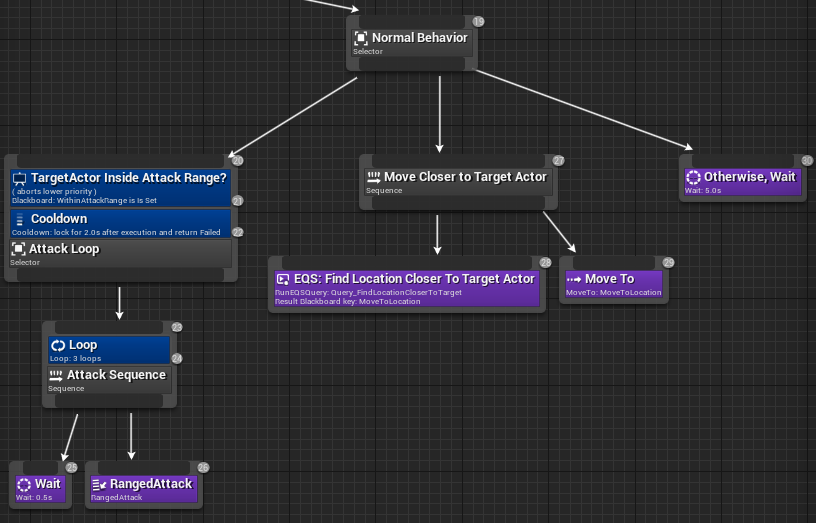 19
Normal Behavior
Selector
20
TargetActor Inside Attack Range?
( aborts lower priority )
Blackboard: WithinAttackRange is Is Set
21
Cooldown
Cooldown: lock for 2.0s after execution and return Failed
22
Attack Loop
Selector
27
Move Closer to Target Actor
Sequence
30
Otherwise, Wait
Wait: 5.0s
28
EQS: Find Location Closer To Target Actor
RunEQSQuery: Query_FindLocationCloserToTarget
Result Blackboard key: MoveToLocation
29
Move To
MoveTo: MoveToLocation
23
Loop
Loop: 3 loops
24
Attack Sequence
Sequence
25
Wait
Wait: 0.5s
26
RangedAttack
RangedAttack